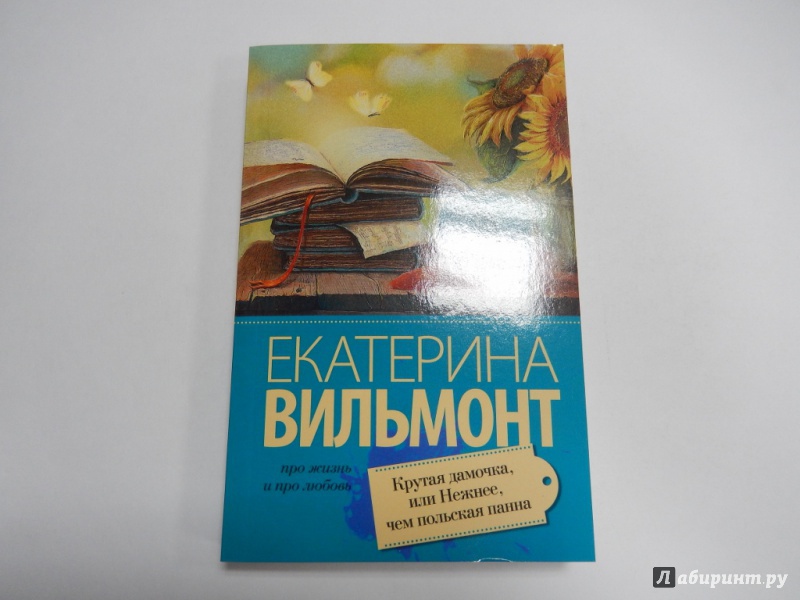 ЕКАТЕРИНА
ВИЛЬМОНТ
про жизнь
и про любовь
Крутая дамочка,
или Нежнее,
чем польская панна
Лабиринт.ру